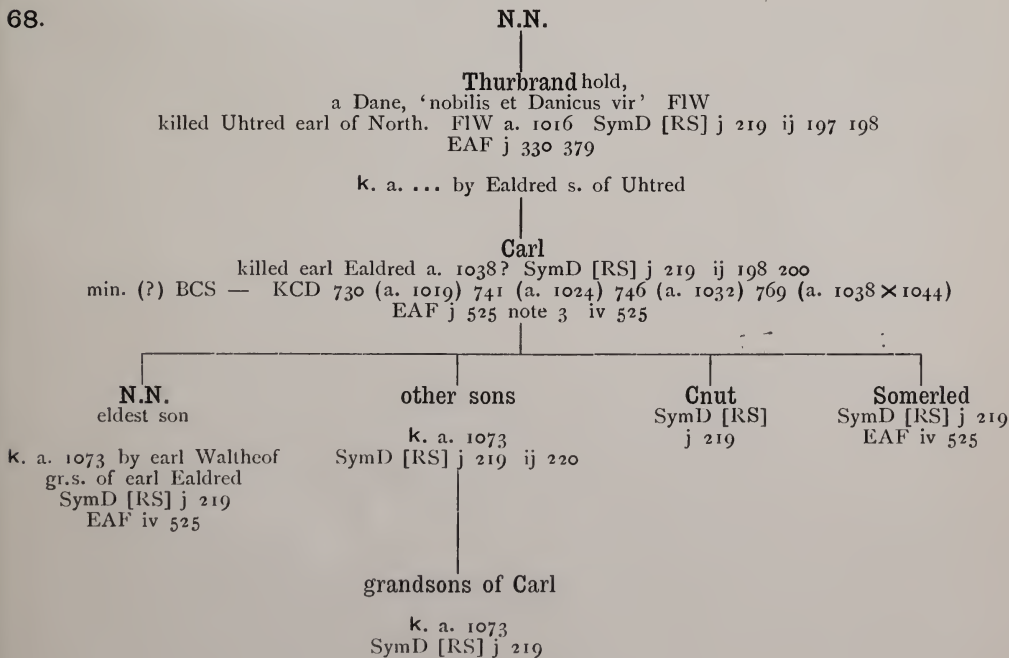 68.
N.N.
Thurbrand hold,
a Dane, ‘nobilis et Danicus vir’ FlW
killed Uhtred earl of North. FlW a. 1016 SymD [RS] j 219 ij 197 198
EAF j 330 379
k. a. ... by Ealdred s. of Uhtred
Carl
killed earl Ealdred a. 1038? SymD [RS] j 219 ij 198 200
min. (?) BCS — KCD 730 (a. 1019) 741 (a. 1024) 746 (a. 1032) 769 (a. 1038 × 1044)
EAF j 525 note 3 iv 525
N.N.
eldest son
k. a. 1073 by earl Waltheof
gr.s. of earl Ealdred
SymD [RS] j 219
EAF iv 525
other sons
k. a. 1073
SymD [RS] j 219 ij 220
Cnut
SymD [RS]
j 219
Somerled
SymD [RS] j 219
EAF iv 525
grandsons of Carl
k. a. 1073
SymD [RS] j 219